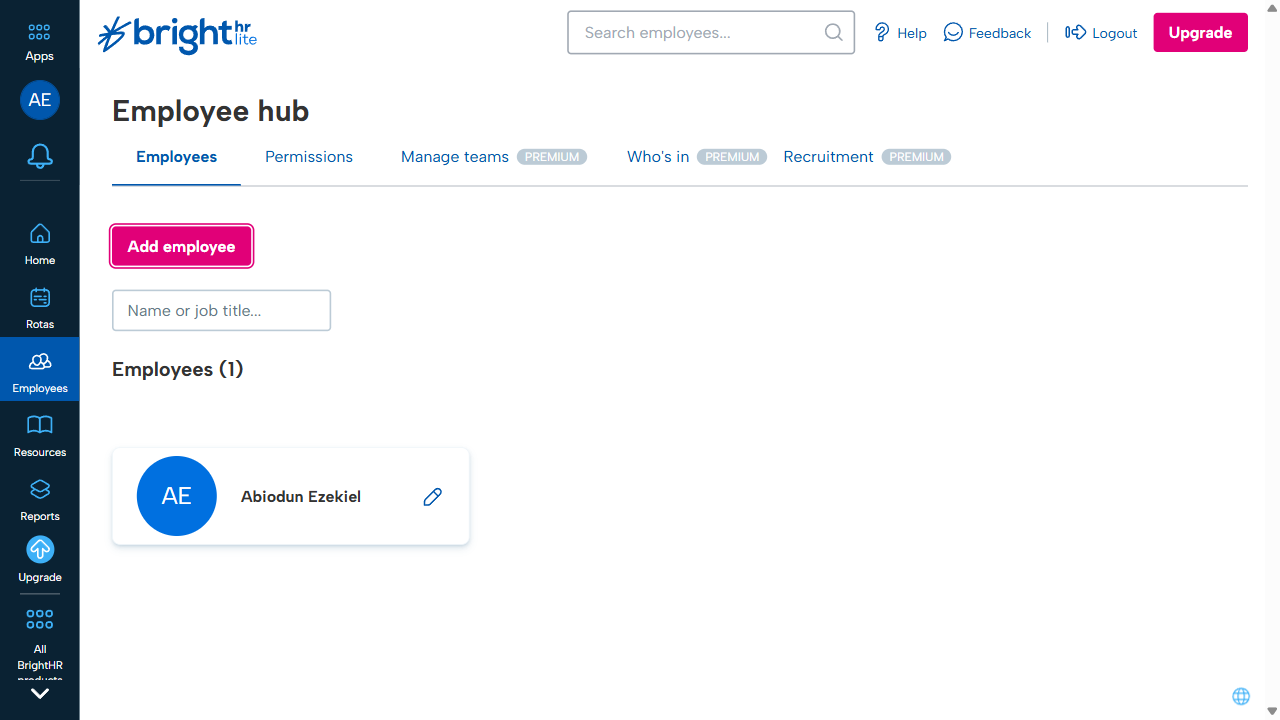 Apps
AE
Home
Rotas
Employees
Resources
Reports
Upgrade
All
BrightHR
products
bright hr lite
Search employees...
Help
Feedback
Logout
Upgrade
Employee hub
Employees
Permissions
Manage teams PREMIUM
Who's in PREMIUM
Recruitment PREMIUM
Add employee
Name or job title...
Employees (1)
AE
Abiodun Ezekiel